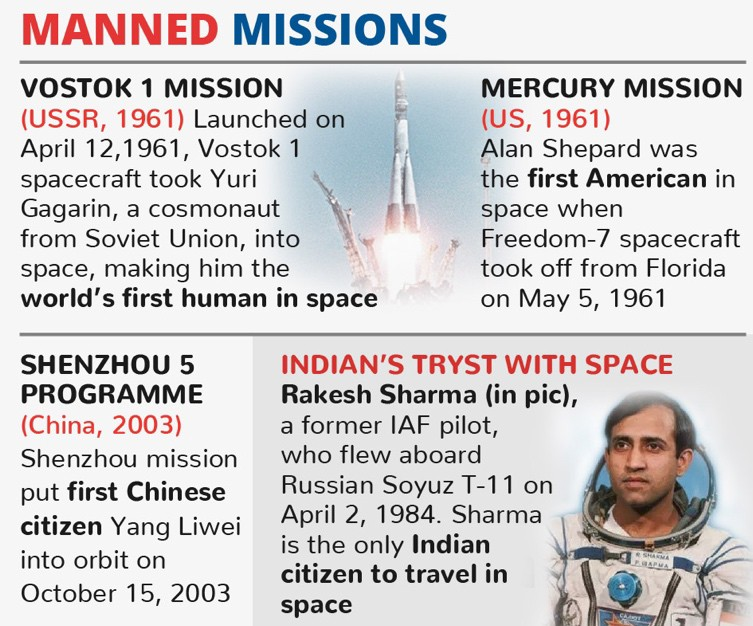 MANNED MISSIONS
VOSTOK 1 MISSION
(USSR, 1961) Launched on
April 12,1961, Vostok 1
spacecraft took Yuri
Gagarin, a cosmonaut
from Soviet Union, into
space, making him the
world's first human in space
MERCURY MISSION
(US, 1961)
Alan Shepard was
the first American in
space when
Freedom-7 spacecraft
took off from Florida
on May 5, 1961
SHENZHOU 5
PROGRAMME
(China, 2003)
Shenzhou mission
put first Chinese
citizen Yang Liwei
into orbit on
October 15, 2003
INDIAN'S TRYST WITH SPACE
Rakesh Sharma (in pic),
a former IAF pilot,
who flew aboard
Russian Soyuz T-11 on
April 2, 1984. Sharma
is the only Indian
citizen to travel in
space
R. SHARMA